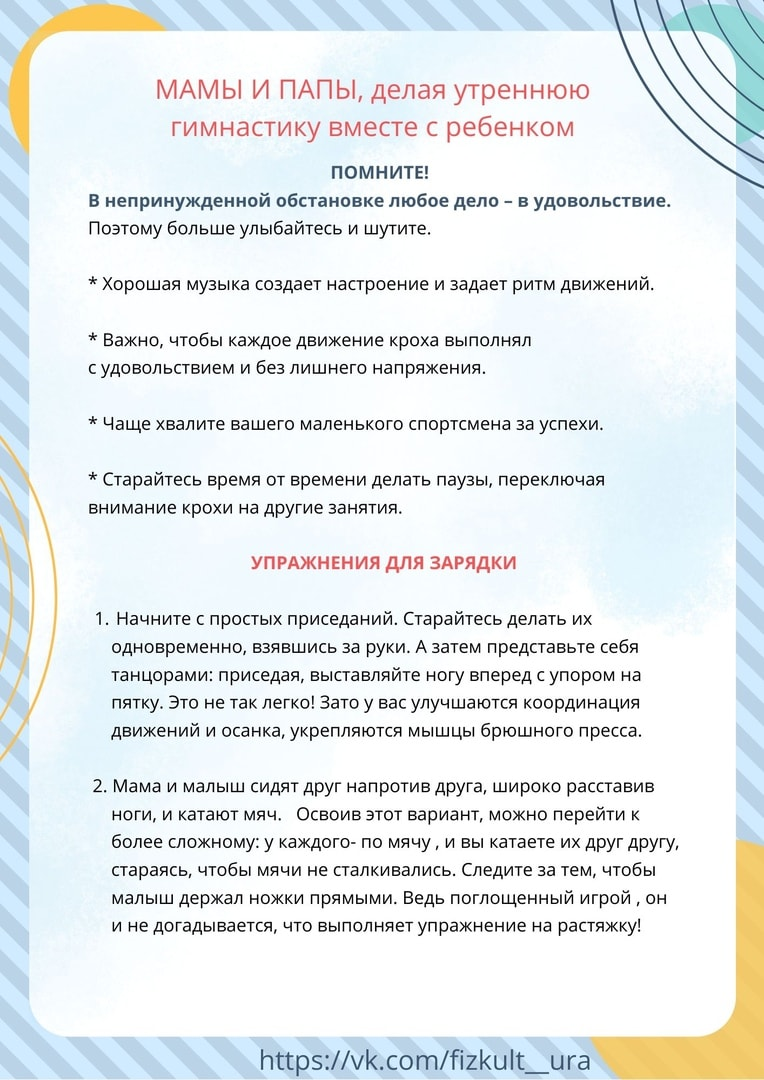 МАМЫ И ПАПЫ, делая утреннюю
гимнастику вместе с ребенком
ПОМНИТЕ!
В непринужденной обстановке любое дело – в удовольствие.
Поэтому больше улыбайтесь и шутите.
* Хорошая музыка создает настроение и задает ритм движений.
* Важно, чтобы каждое движение кроха выполнял
с удовольствием и без лишнего напряжения.
* Чаще хвалите вашего маленького спортсмена за успехи.
* Старайтесь время от времени делать паузы, переключая
внимание крохи на другие занятия.
УПРАЖНЕНИЯ ДЛЯ ЗАРЯДКИ
1. Начните с простых приседаний. Старайтесь делать их
одновременно, взявшись за руки. А затем представьте себя
танцорами: приседая, выставляйте ногу вперед с упором на
пятку. Это не так легко! Зато у вас улучшаются координация
движений и осанка, укрепляются мышцы брюшного пресса.
2. Мама и малыш сидят друг напротив друга, широко расставив
ноги, и катают мяч.   Освоив этот вариант, можно перейти к
более сложному: у каждого- по мячу , и вы катаете их друг другу,
стараясь, чтобы мячи не сталкивались. Следите за тем, чтобы
малыш держал ножки прямыми. Ведь поглощенный игрой , он
и не догадывается, что выполняет упражнение на растяжку!
https://vk.com/fizkult__ura